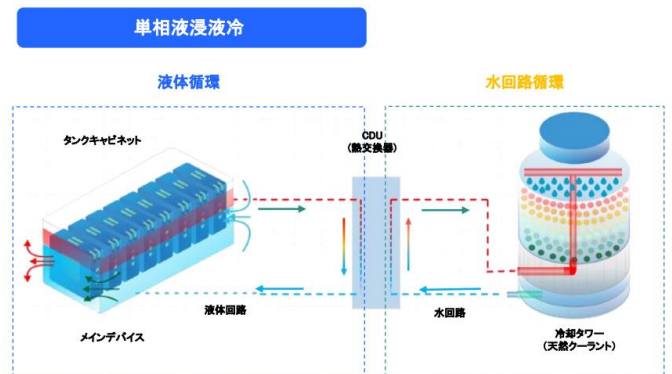 単相液浸液冷
液体循環
水回路循環
タンクキャビネット
CDU
(熱交換器)
液体回路
水回路
メインデバイス
冷却タワー
(天然クーラント)